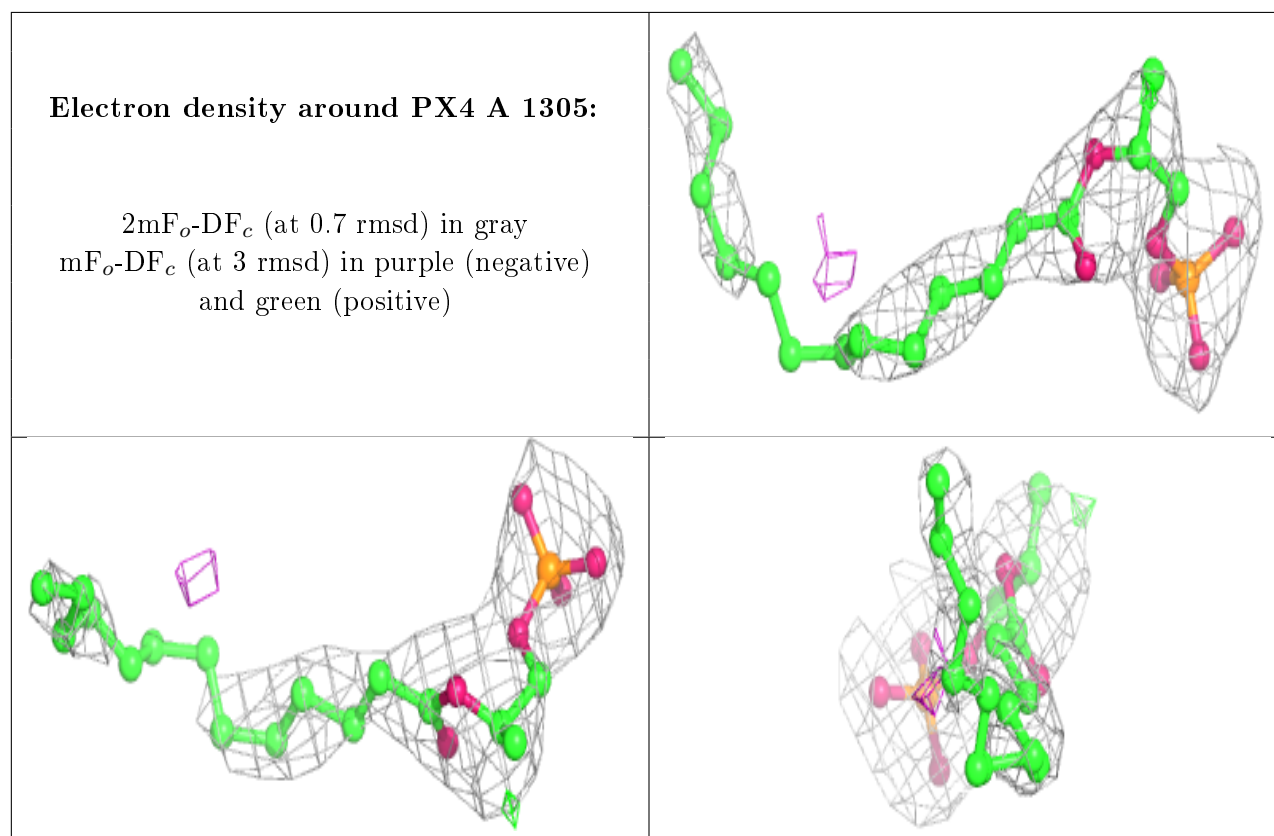 Electron density around PX4 A 1305:
2mFₒ-DF𝒸 (at 0.7 rmsd) in gray
mFₒ-DF𝒸 (at 3 rmsd) in purple (negative)
and green (positive)